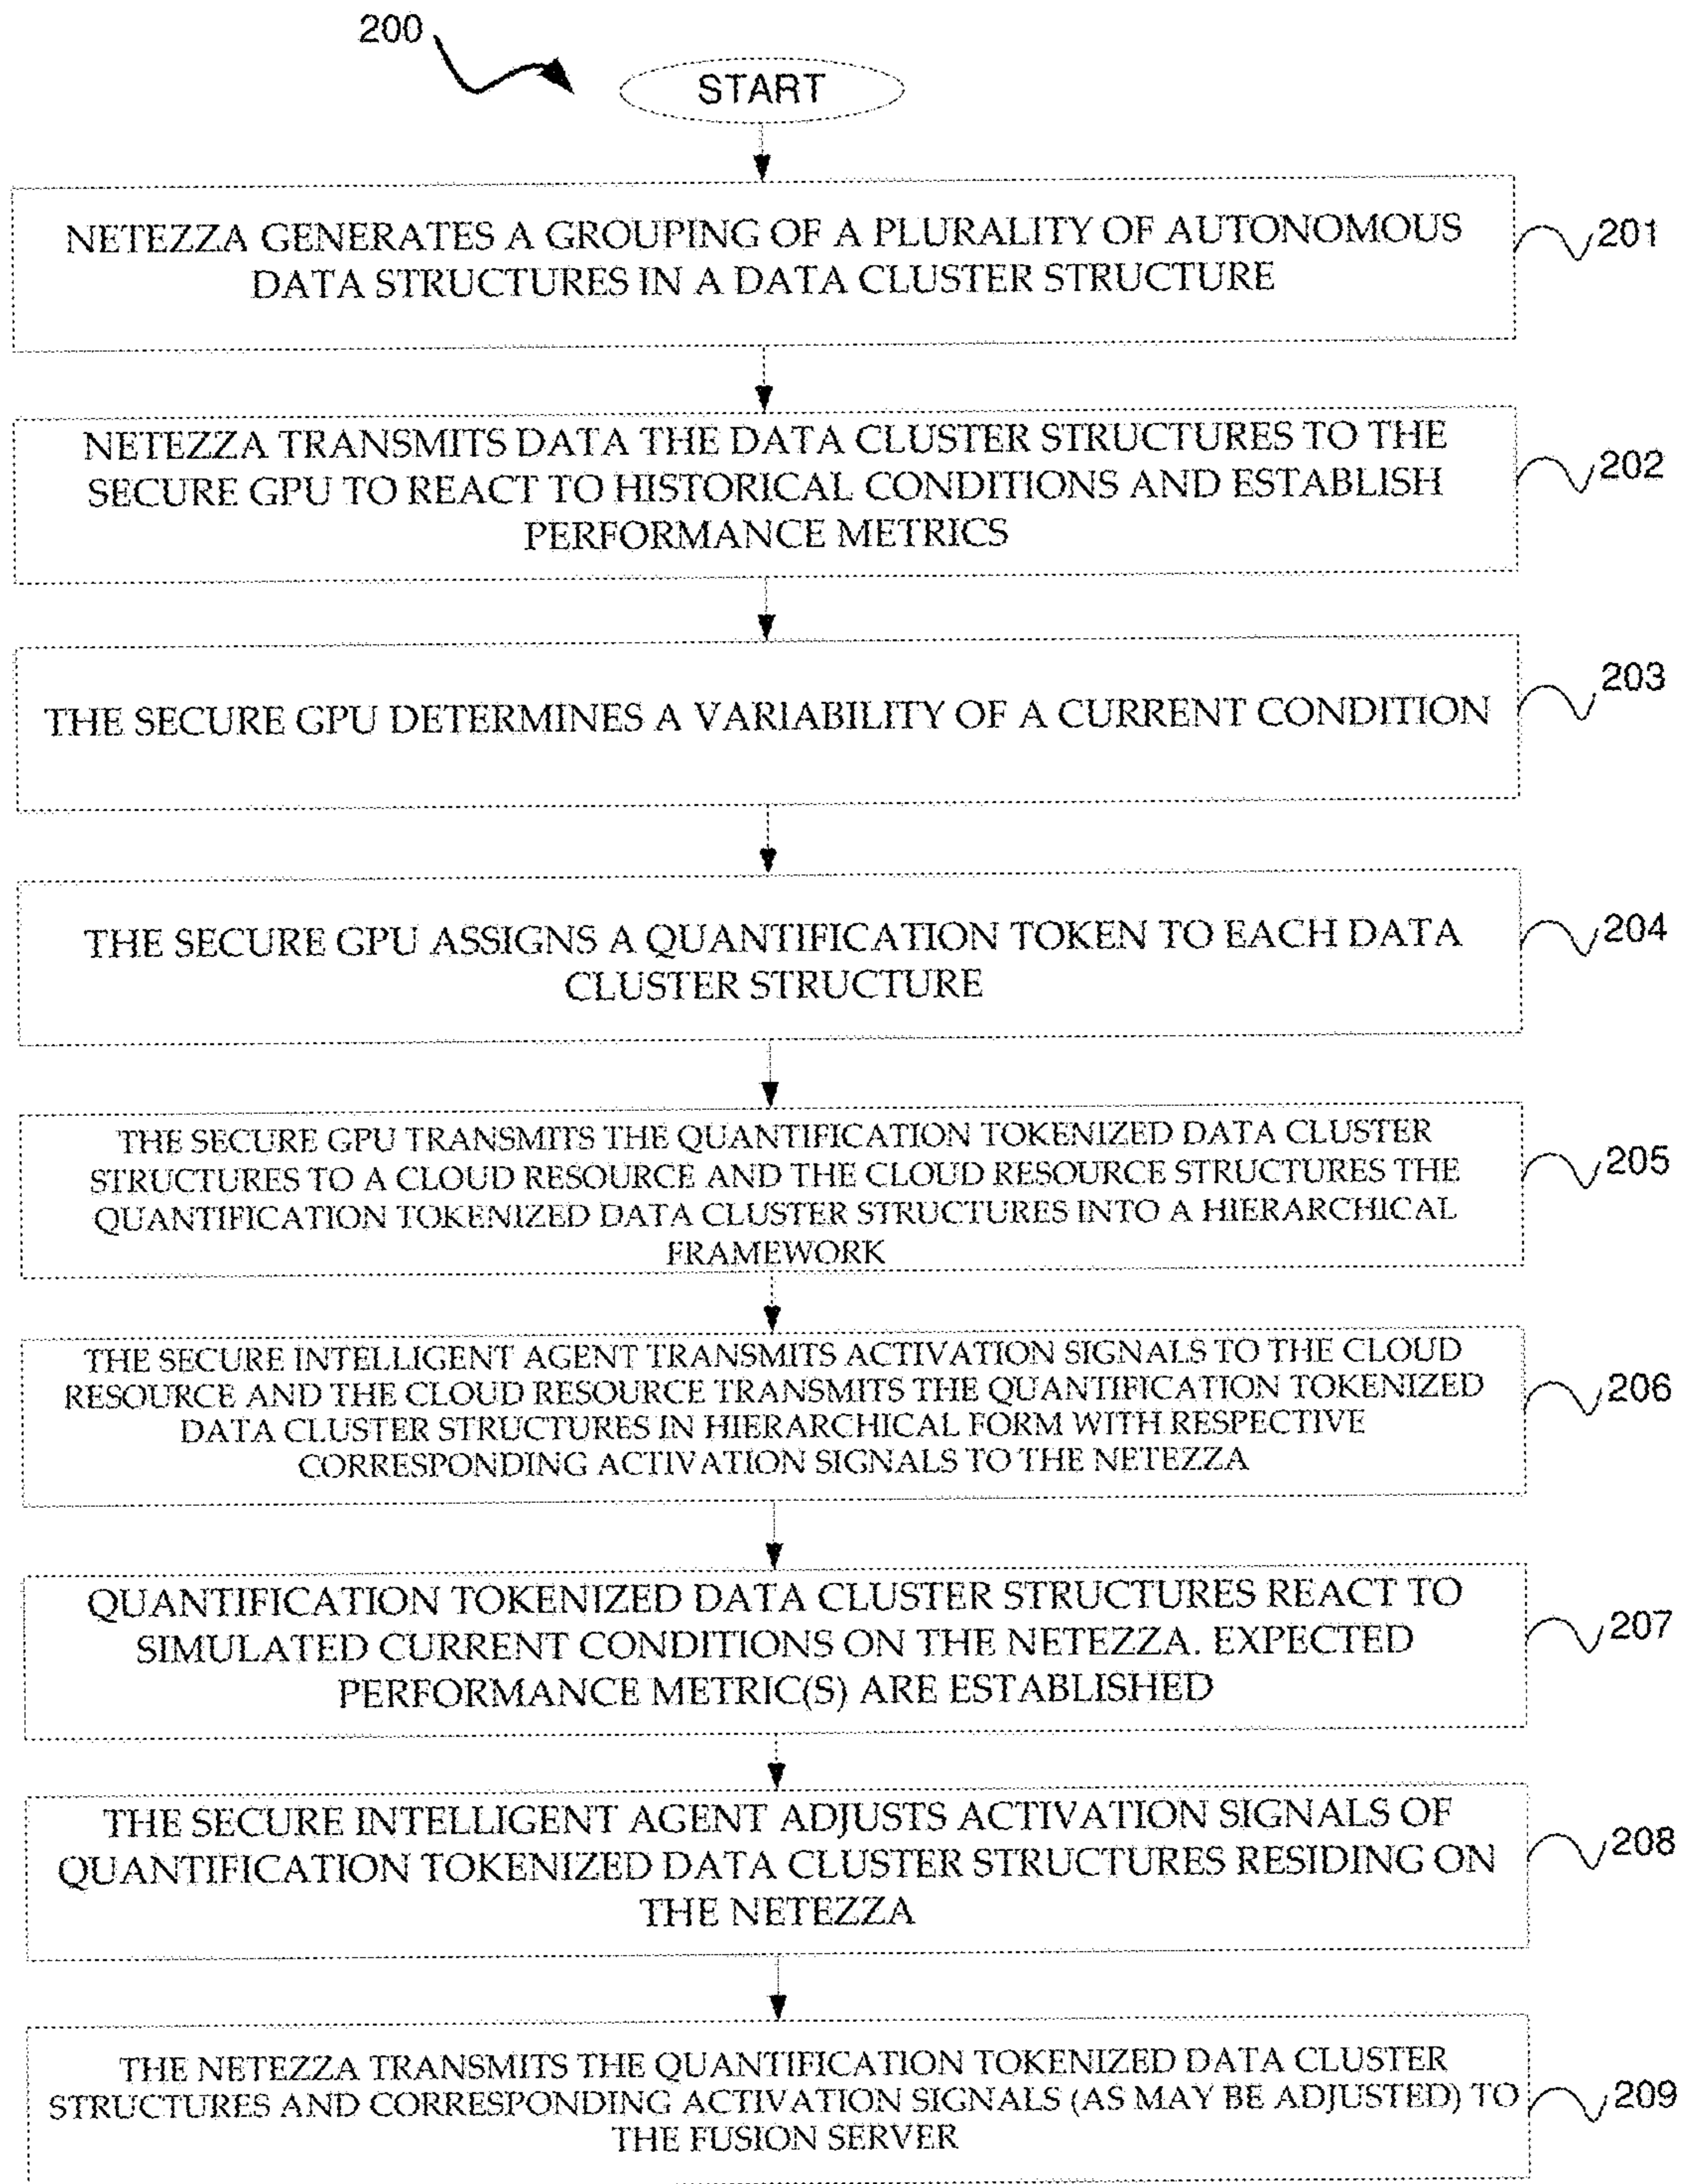 200
START
NETEZZA GENERATES A GROUPING OF A PLURALITY OF AUTONOMOUS
DATA STRUCTURES IN A DATA CLUSTER STRUCTURE
201
NETEZZA TRANSMITS DATA THE DATA CLUSTER STRUCTURES TO THE
SECURE GPU TO REACT TO HISTORICAL CONDITIONS AND ESTABLISH
PERFORMANCE METRICS
202
THE SECURE GPU DETERMINES A VARIABILITY OF A CURRENT CONDITION
203
THE SECURE GPU ASSIGNS A QUANTIFICATION TOKEN TO EACH DATA
CLUSTER STRUCTURE
204
THE SECURE GPU TRANSMITS THE QUANTIFICATION TOKENIZED DATA CLUSTER
STRUCTURES TO A CLOUD RESOURCE AND THE CLOUD RESOURCE STRUCTURES THE
QUANTIFICATION TOKENIZED DATA CLUSTER STRUCTURES INTO A HIERARCHICAL
FRAMEWORK
205
THE SECURE INTELLIGENT AGENT TRANSMITS ACTIVATION SIGNALS TO THE CLOUD
RESOURCE AND THE CLOUD RESOURCE TRANSMITS THE QUANTIFICATION TOKENIZED
DATA CLUSTER STRUCTURES IN HIERARCHICAL FORM WITH RESPECTIVE
CORRESPONDING ACTIVATION SIGNALS TO THE NETEZZA
206
QUANTIFICATION TOKENIZED DATA CLUSTER STRUCTURES REACT TO
SIMULATED CURRENT CONDITIONS ON THE NETEZZA. EXPECTED
PERFORMANCE METRIC(S) ARE ESTABLISHED
207
THE SECURE INTELLIGENT AGENT ADJUSTS ACTIVATION SIGNALS OF
QUANTIFICATION TOKENIZED DATA CLUSTER STRUCTURES RESIDING ON
THE NETEZZA
208
THE NETEZZA TRANSMITS THE QUANTIFICATION TOKENIZED DATA CLUSTER
STRUCTURES AND CORRESPONDING ACTIVATION SIGNALS (AS MAY BE ADJUSTED) TO
THE FUSION SERVER
209